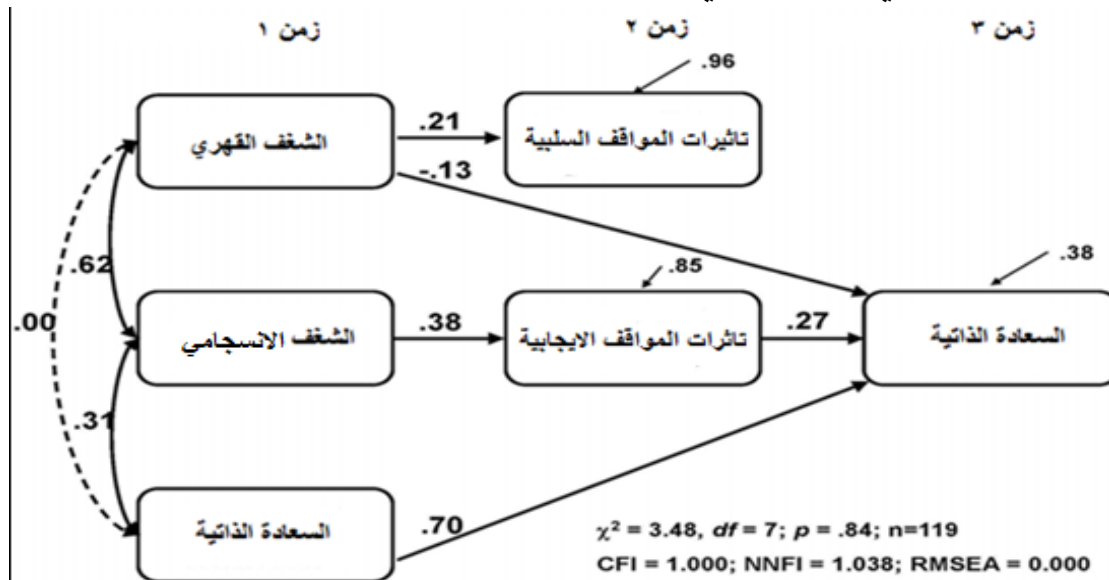 زمن ١
زمن ٢
زمن ٣
.96
الشغف القهري
.21
تاثيرات المواقف السلبية
-.13
.62
.85
.38
.00
الشغف الانسجامي
.38
تاثرات المواقف الايجابية
.27
السعادة الذاتية
.31
السعادة الذاتية
.70
χ² = 3.48, df = 7; p = .84; n=119
CFI = 1.000; NNFI = 1.038; RMSEA = 0.000